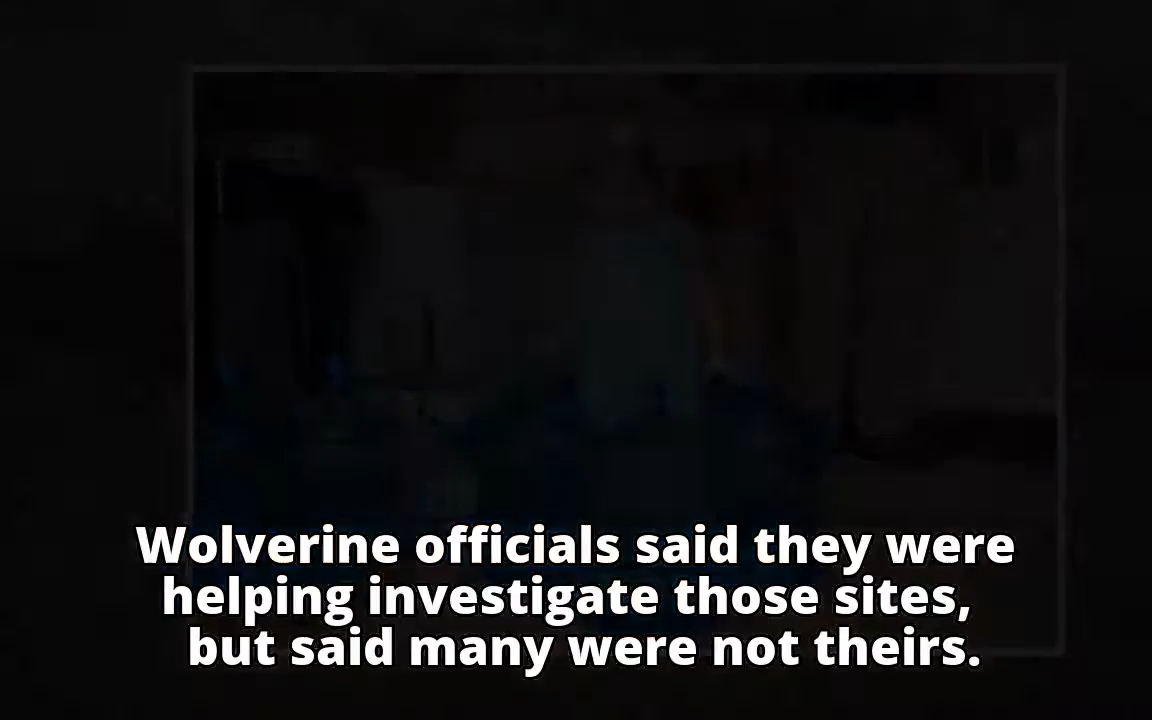 Wolverine officials said they were
helping investigate those sites,
but said many were not theirs.